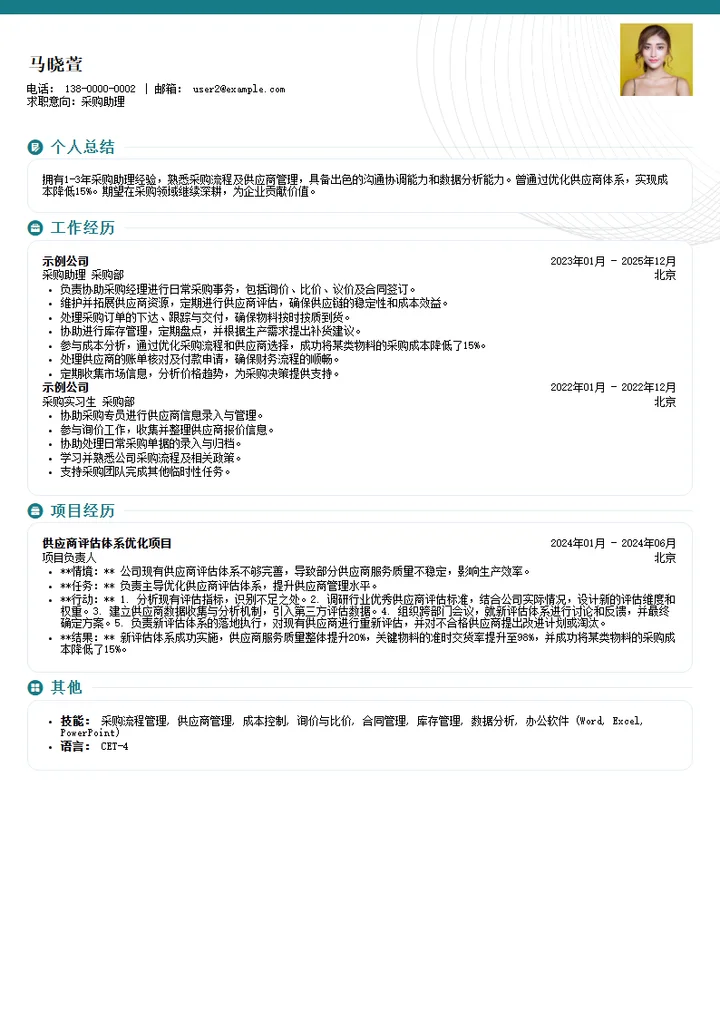 马晓萱
电话： 138-0000-0002 | 邮箱： user2@example.com
求职意向：采购助理
个人总结
拥有1-3年采购助理经验，熟悉采购流程及供应商管理，具备出色的沟通协调能力和数据分析能力。曾通过优化供应商体系，实现成
本降低15%。期望在采购领域继续深耕，为企业贡献价值。
工作经历
示例公司 2023年01月 - 2025年12月
采购助理 采购部 北京
• 负责协助采购经理进行日常采购事务，包括询价、比价、议价及合同签订。
• 维护并拓展供应商资源，定期进行供应商评估，确保供应链的稳定性和成本效益。
• 处理采购订单的下达、跟踪与交付，确保物料按时按质到货。
• 协助进行库存管理，定期盘点，并根据生产需求提出补货建议。
• 参与成本分析，通过优化采购流程和供应商选择，成功将某类物料的采购成本降低了15%。
• 处理供应商的账单核对及付款申请，确保财务流程的顺畅。
• 定期收集市场信息，分析价格趋势，为采购决策提供支持。
示例公司 2022年01月 - 2022年12月
采购实习生 采购部 北京
• 协助采购专员进行供应商信息录入与管理。
• 参与询价工作，收集并整理供应商报价信息。
• 协助处理日常采购单据的录入与归档。
• 学习并熟悉公司采购流程及相关政策。
• 支持采购团队完成其他临时性任务。
项目经历
供应商评估体系优化项目 2024年01月 - 2024年06月
项目负责人 北京
• **情境：** 公司现有供应商评估体系不够完善，导致部分供应商服务质量不稳定，影响生产效率。
• **任务：** 负责主导优化供应商评估体系，提升供应商管理水平。
• **行动：** 1. 分析现有评估指标，识别不足之处。2. 调研行业优秀供应商评估标准，结合公司实际情况，设计新的评估维度和
权重。3. 建立供应商数据收集与分析机制，引入第三方评估数据。4. 组织跨部门会议，就新评估体系进行讨论和反馈，并最终
确定方案。5. 负责新评估体系的落地执行，对现有供应商进行重新评估，并对不合格供应商提出改进计划或淘汰。
• **结果：** 新评估体系成功实施，供应商服务质量整体提升20%，关键物料的准时交货率提升至98%，并成功将某类物料的采购成
本降低了15%。
其他
• 技能： 采购流程管理, 供应商管理, 成本控制, 询价与比价, 合同管理, 库存管理, 数据分析, 办公软件 (Word, Excel,
PowerPoint)
• 语言： CET-4